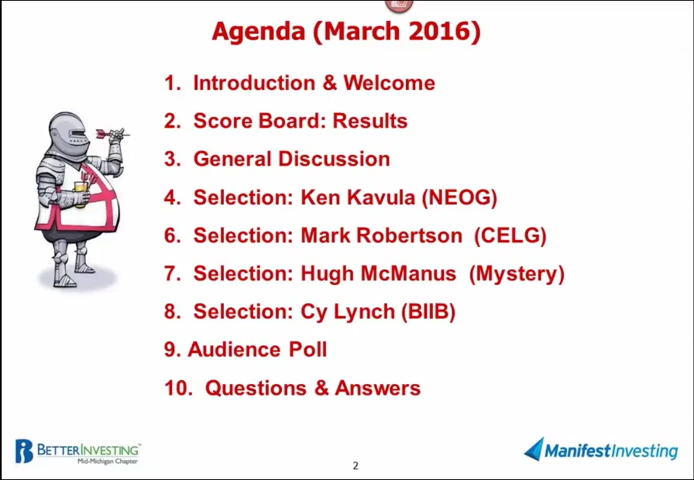 Agenda (March 2016)
1. Introduction & Welcome
2. Score Board: Results
3. General Discussion
4. Selection: Ken Kavula (NEOG)
6. Selection: Mark Robertson (CELG)
7. Selection: Hugh McManus (Mystery)
8. Selection: Cy Lynch (BIIB)
9. Audience Poll
10. Questions & Answers
BETTERINVESTING™
Mid-Michigan Chapter
2
ManifestInvesting